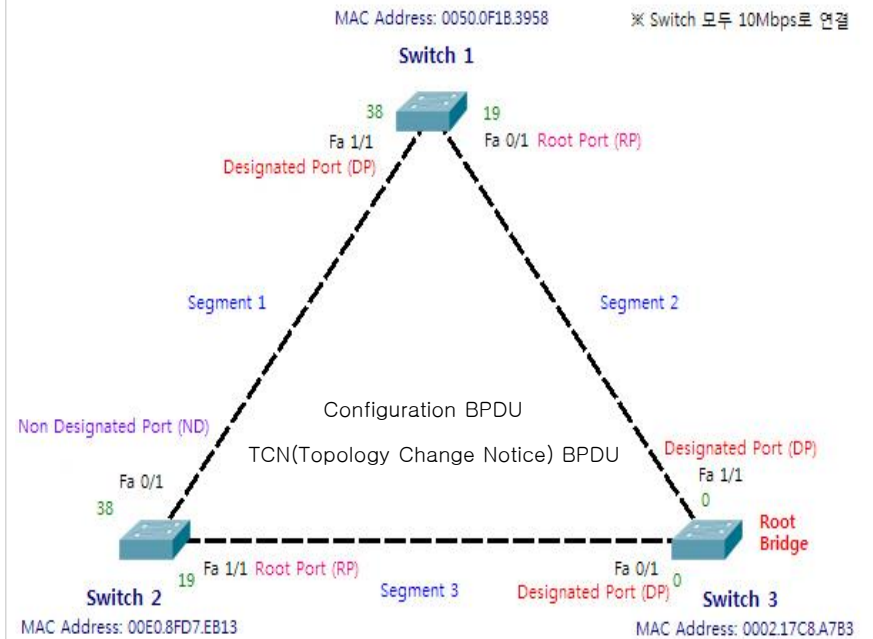 MAC Address: 0050.0F1B.3958
※ Switch 모두 10Mbps로 연결
Switch 1
38
19
Fa 1/1
Fa 0/1 Root Port (RP)
Designated Port (DP)
Segment 1
Segment 2
Configuration BPDU
Non Designated Port (ND)
TCN(Topology Change Notice) BPDU
Designated Port (DP)
Fa 0/1
Fa 1/1
38
0
Root
Bridge
Fa 1/1 Root Port (RP)
Fa 0/1
19
Segment 3
Designated Port (DP)
0
Switch 2
Switch 3
MAC Address: 00E0.8FD7.EB13
MAC Address: 0002.17C8.A7B3